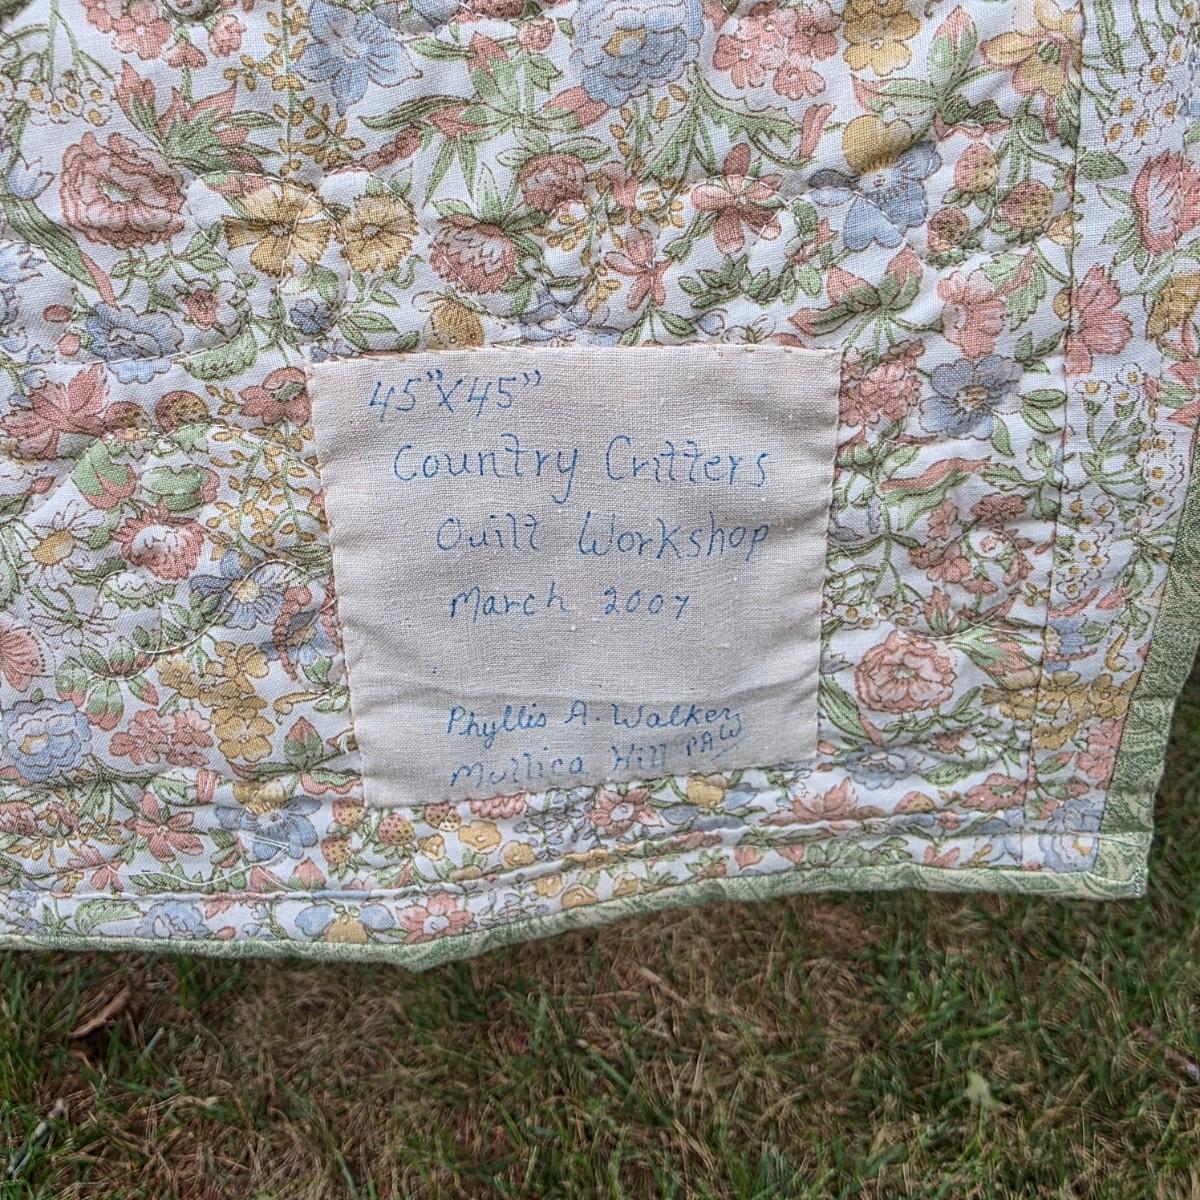 45"X45"
Country Critters
Quilt Workshop
March 2007
Phyllis A. Walker
Mullica Hill PAW